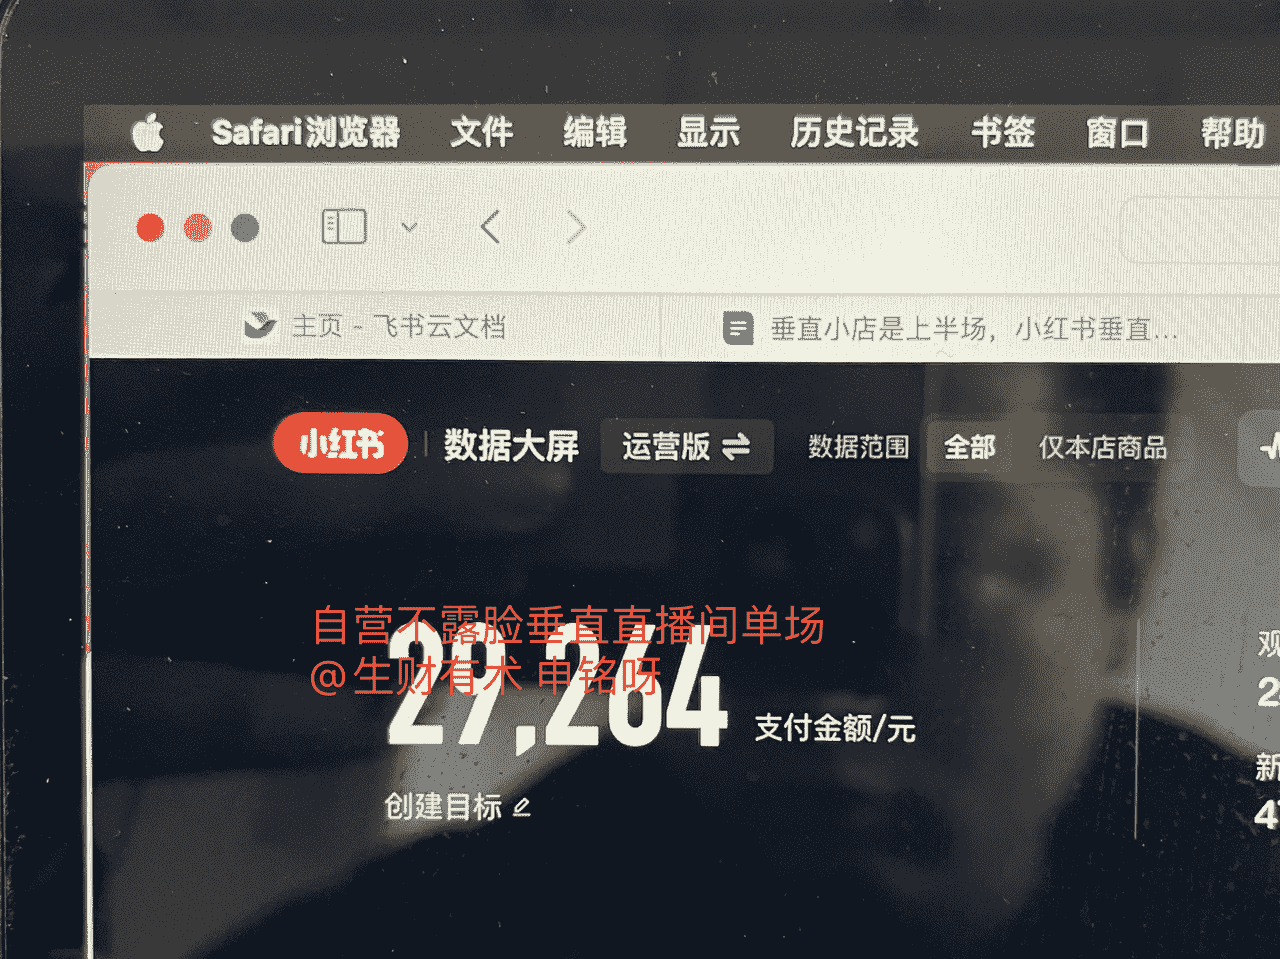 Safari浏览器 文件 编辑 显示 历史记录 书签 窗口 帮助
主页 - 飞书云文档 垂直小店是上半场，小红书垂直...
小红书 | 数据大屏 运营版 数据范围 全部 仅本店商品
自营不露脸垂直直播间单场
@生财有术 申铭呀
29,264 支付金额/元
创建目标